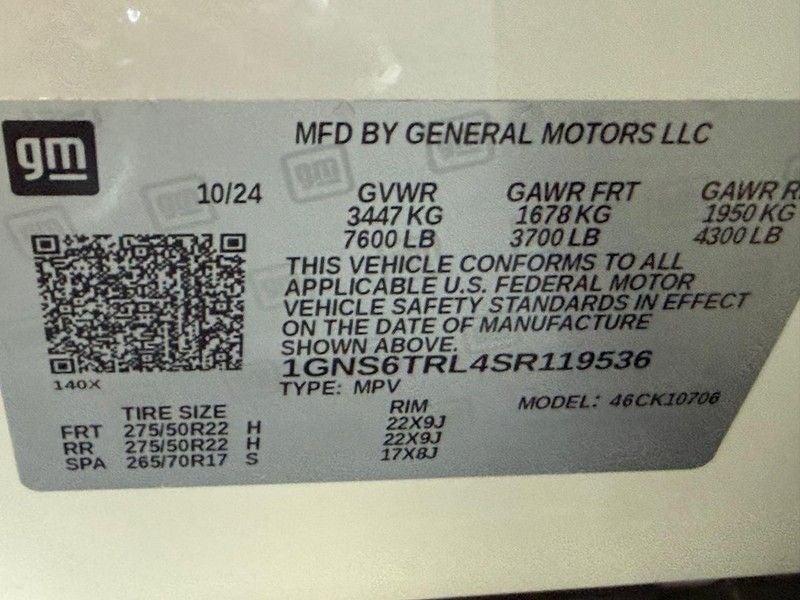 gm
MFD BY GENERAL MOTORS LLC
10/24 GVWR GAWR FRT GAWR
3447 KG 1678 KG 1950 KG
7600 LB 3700 LB 4300 LB
THIS VEHICLE CONFORMS TO ALL
APPLICABLE U.S. FEDERAL MOTOR
VEHICLE SAFETY STANDARDS IN EFFECT
ON THE DATE OF MANUFACTURE
SHOWN ABOVE.
1GNS6TRL4SR119536
140X
TYPE: MPV
TIRE SIZE RIM MODEL: 46CK10706
FRT 275/50R22 H 22X9J
RR 275/50R22 H 22X9J
SPA 265/70R17 S 17X8J